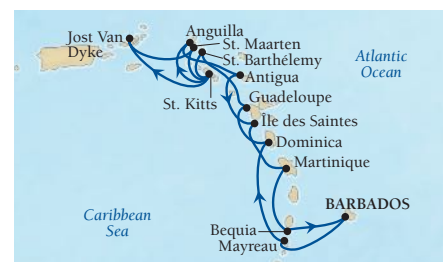 Anguilla
St. Maarten
St. Barthélemy
Jost Van
Dyke
Antigua
Atlantic
Ocean
Guadeloupe
St. Kitts
Île des Saintes
Dominica
Martinique
BARBADOS
Caribbean
Sea
Bequia
Mayreau